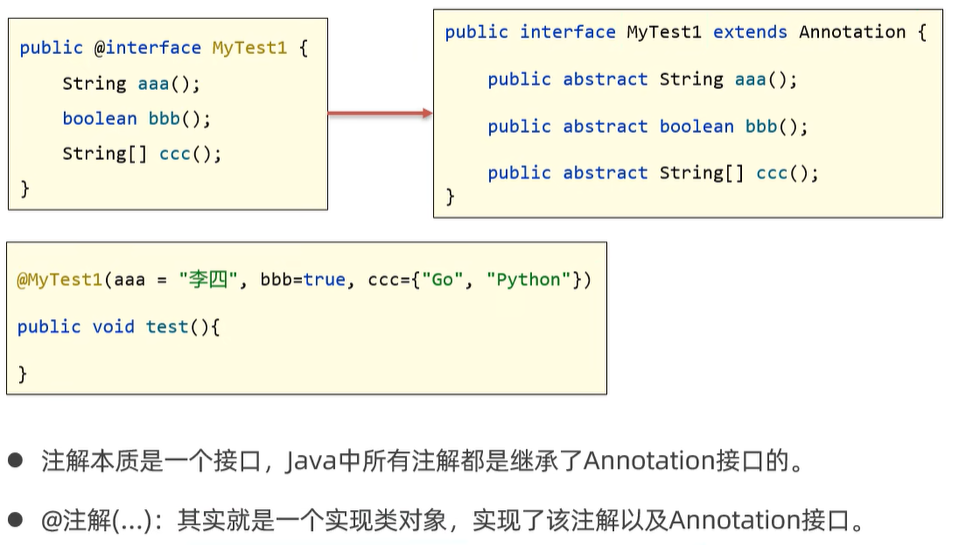 public @interface MyTest1 {
String aaa();
boolean bbb();
String[] ccc();
}
public interface MyTest1 extends Annotation {
public abstract String aaa();
public abstract boolean bbb();
public abstract String[] ccc();
}
@MyTest1(aaa = "李四", bbb=true, ccc={"Go", "Python"})
public void test(){
}
● 注解本质是一个接口，Java中所有注解都是继承了Annotation接口的。
● @注解(...)：其实就是一个实现类对象，实现了该注解以及Annotation接口。